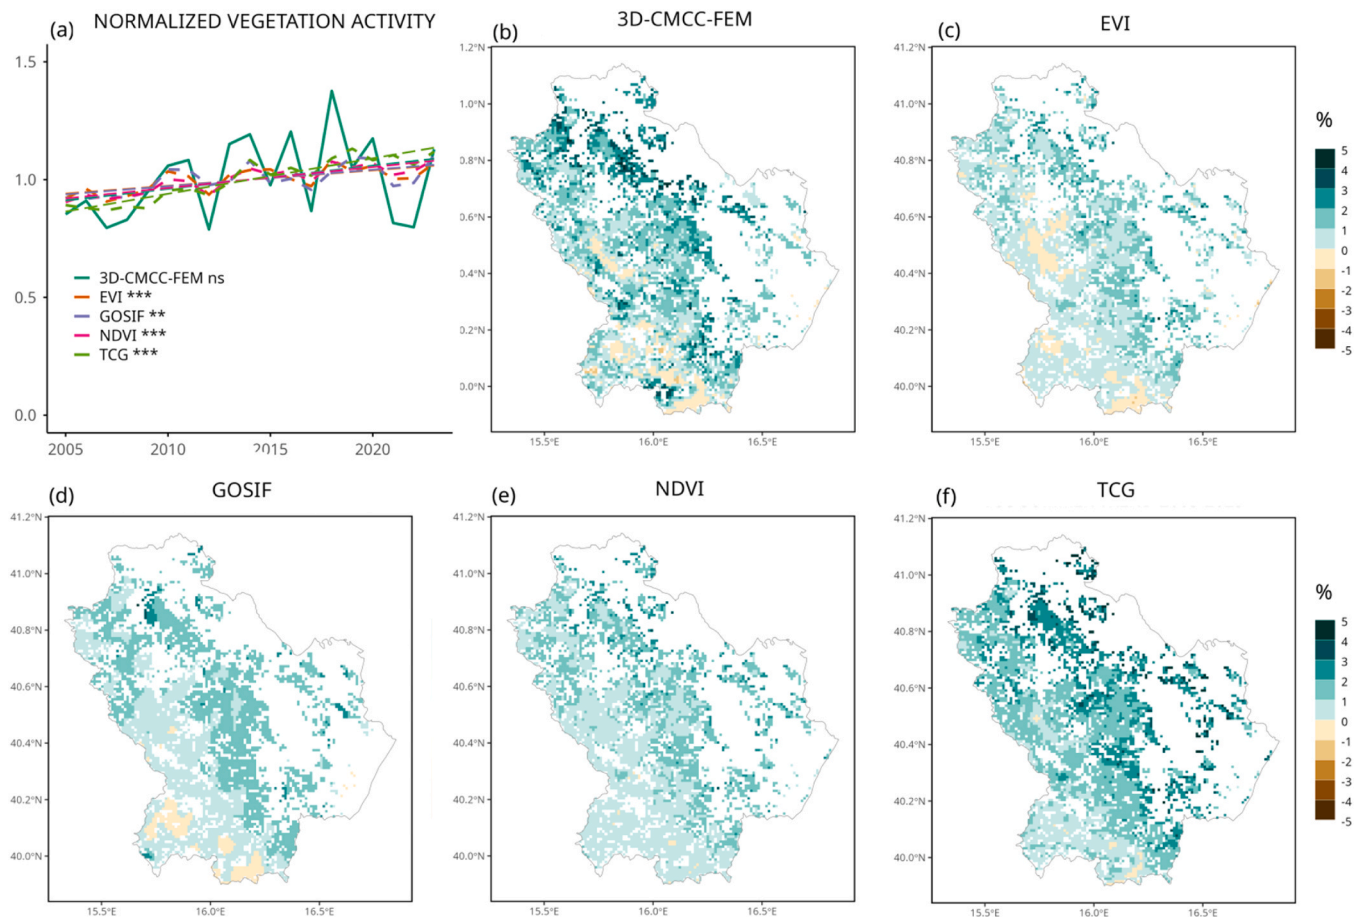 (a) NORMALIZED VEGETATION ACTIVITY
1.5
1.0
0.5
0.0
3D-CMCC-FEM ns
EVI ***
GOSIF **
NDVI ***
TCG ***
2005 2010 2015 2020
(b) 3D-CMCC-FEM
1.2°N
1.0°N
0.8°N
0.6°N
0.4°N
0.2°N
0.0°N
15.5°E 16.0°E 16.5°E
(c) EVI
41.2°N
41.0°N
40.8°N
40.6°N
40.4°N
40.2°N
40.0°N
15.5°E 16.0°E 16.5°E
%
5
4
3
2
1
0
-1
-2
-3
-4
-5
(d) GOSIF
41.2°N
41.0°N
40.8°N
40.6°N
40.4°N
40.2°N
40.0°N
15.5°E 16.0°E 16.5°E
(e) NDVI
41.2°N
41.0°N
40.8°N
40.6°N
40.4°N
40.2°N
40.0°N
15.5°E 16.0°E 16.5°E
(f) TCG
41.2°N
41.0°N
40.8°N
40.6°N
40.4°N
40.2°N
40.0°N
15.5°E 16.0°E 16.5°E
%
5
4
3
2
1
0
-1
-2
-3
-4
-5